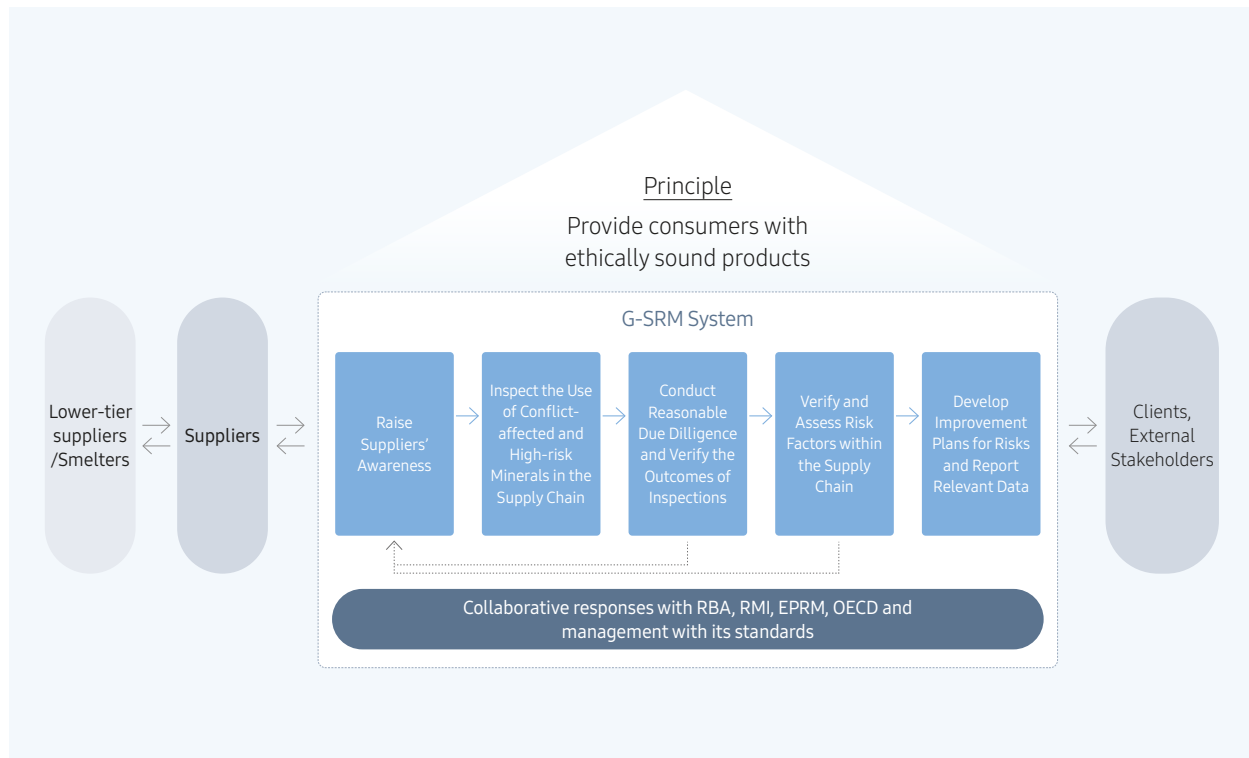 Principle
Provide consumers with
ethically sound products
Lower-tier
suppliers
/Smelters
Suppliers
G-SRM System
Raise
Suppliers'
Awareness
Inspect the Use
of Conflict-
affected and
High-risk
Minerals in the
Supply Chain
Conduct
Reasonable
Due Dilligence
and Verify the
Outcomes of
Inspections
Verify and
Assess Risk
Factors within
the Supply
Chain
Develop
Improvement
Plans for Risks
and Report
Relevant Data
Clients,
External
Stakeholders
Collaborative responses with RBA, RMI, EPRM, OECD and
management with its standards